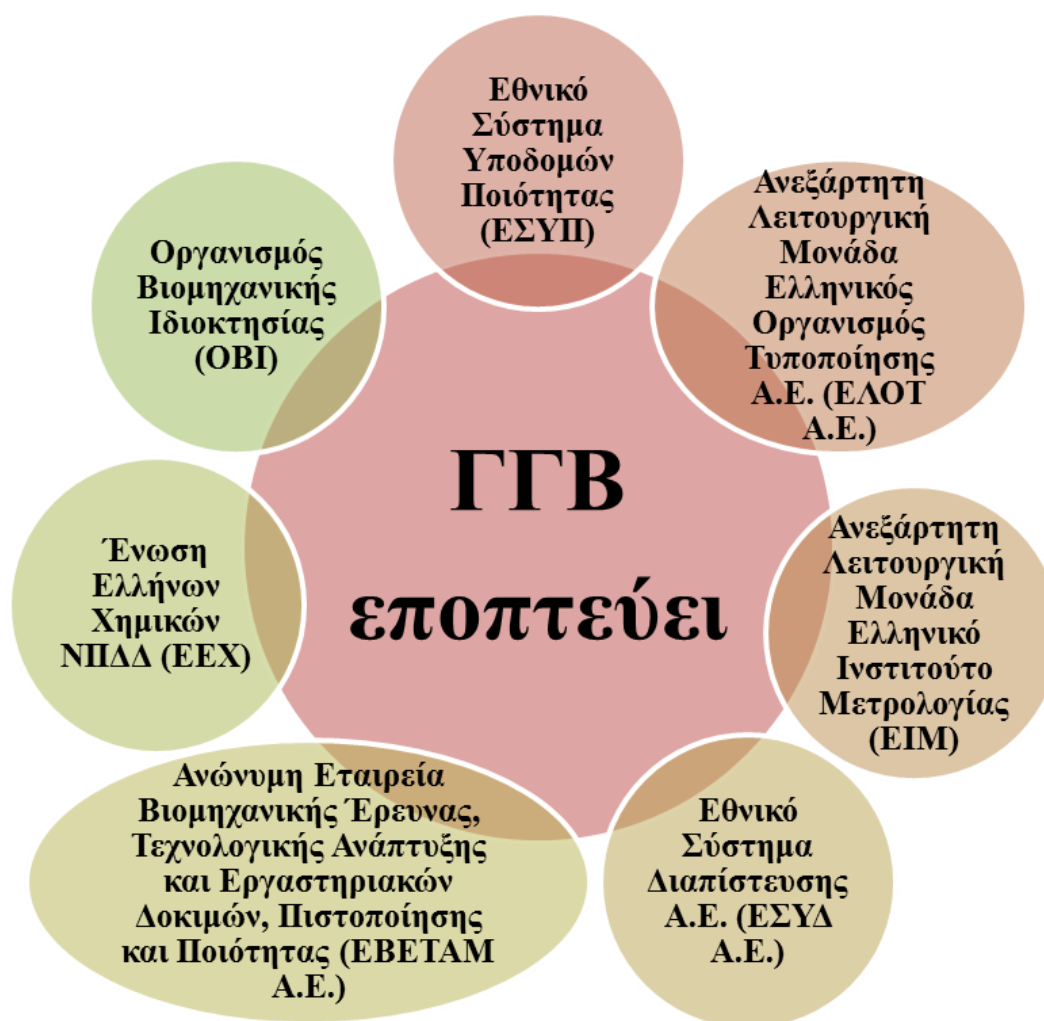 Εθνικό
Σύστημα
Υποδομών
Ποιότητας
(ΕΣΥΠ)
Ανεξάρτητη
Λειτουργική
Μονάδα
Ελληνικός
Οργανισμός
Τυποποίησης
Α.Ε. (ΕΛΟΤ
Α.Ε.)
Ανεξάρτητη
Λειτουργική
Μονάδα
Ελληνικό
Ινστιτούτο
Μετρολογίας
(ΕΙΜ)
Εθνικό
Σύστημα
Διαπίστευσης
Α.Ε. (ΕΣΥΔ
Α.Ε.)
Ανώνυμη Εταιρεία
Βιομηχανικής Έρευνας,
Τεχνολογικής Ανάπτυξης
και Εργαστηριακών
Δοκιμών, Πιστοποίησης
και Ποιότητας (ΕΒΕΤΑΜ
Α.Ε.)
Ένωση
Ελλήνων
Χημικών
ΝΠΔΔ (ΕΕΧ)
Οργανισμός
Βιομηχανικής
Ιδιοκτησίας
(ΟΒΙ)
ΓΓΒ
εποπτεύει